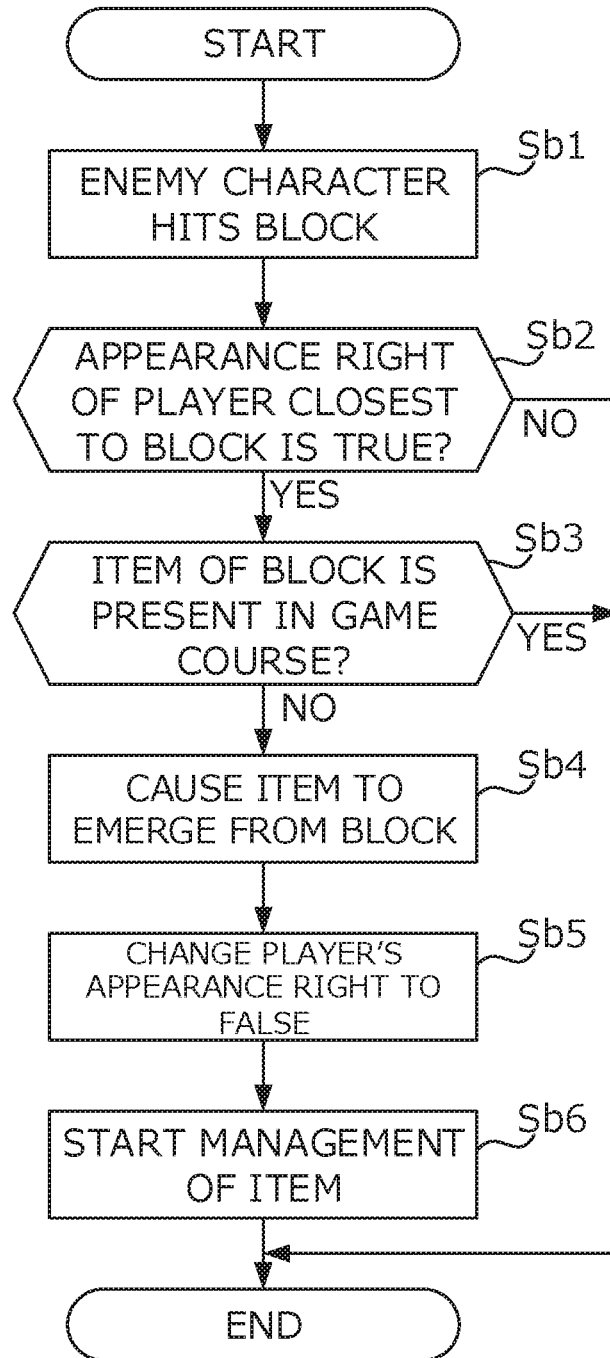 START
Sb1
ENEMY CHARACTER
HITS BLOCK
Sb2
APPEARANCE RIGHT
OF PLAYER CLOSEST
TO BLOCK IS TRUE?
NO
YES
Sb3
ITEM OF BLOCK IS
PRESENT IN GAME
COURSE?
YES
NO
Sb4
CAUSE ITEM TO
EMERGE FROM BLOCK
Sb5
CHANGE PLAYER'S
APPEARANCE RIGHT TO
FALSE
Sb6
START MANAGEMENT
OF ITEM
END